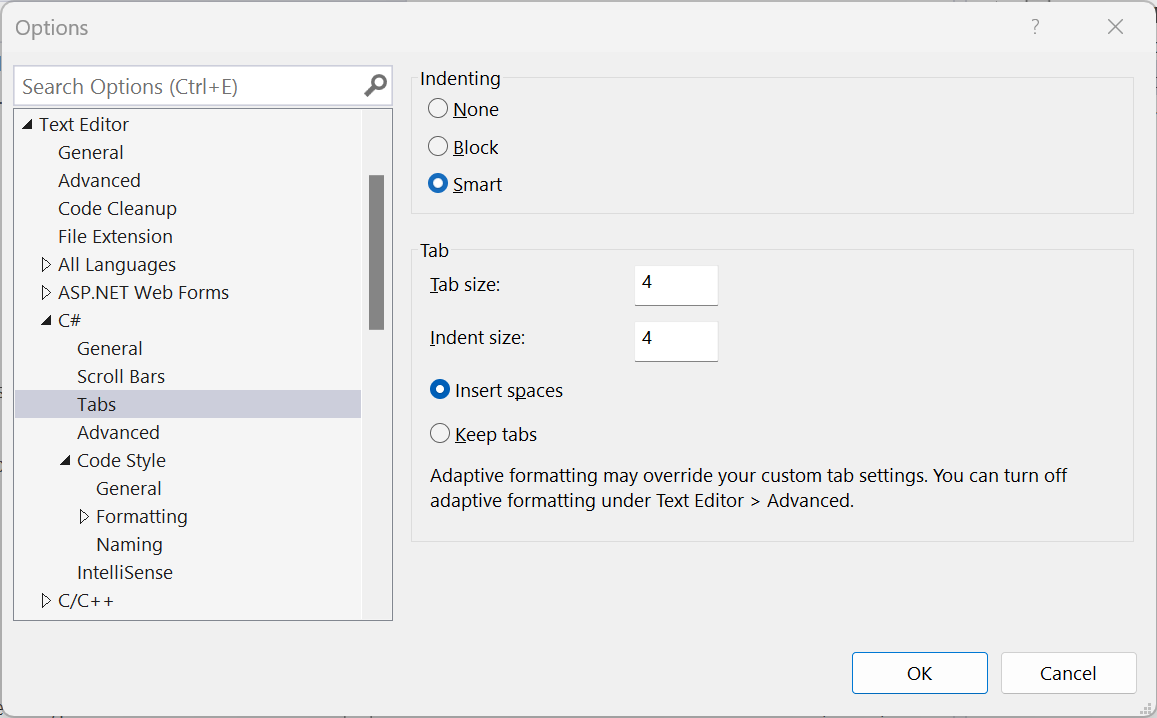 Options
?
Search Options (Ctrl+E)
Text Editor
General
Advanced
Code Cleanup
File Extension
All Languages
ASP.NET Web Forms
C#
General
Scroll Bars
Tabs
Advanced
Code Style
General
Formatting
Naming
IntelliSense
C/C++
Indenting
None
Block
Smart
Tab
Tab size: 4
Indent size: 4
Insert spaces
Keep tabs
Adaptive formatting may override your custom tab settings. You can turn off
adaptive formatting under Text Editor > Advanced.
OK Cancel